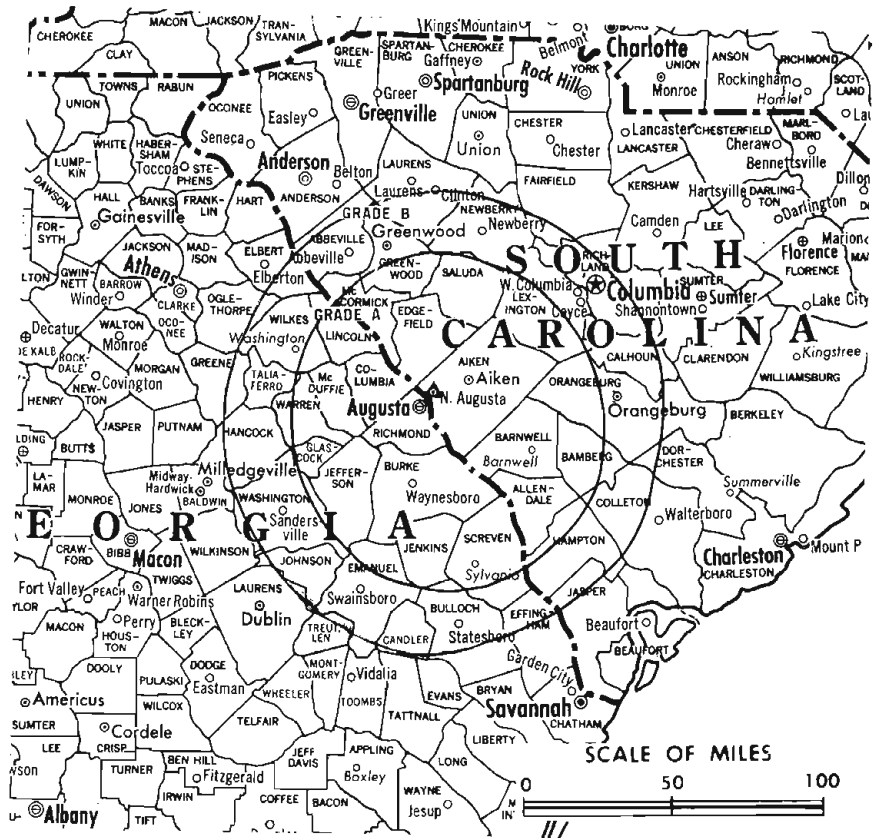 MACON
JACKSON
TRAN-
SYLVANIA
CHEROKEE
CLAY
Kings Mountain
Belmont
Charlotte
GREEN-
VILLE
SPARTAN-
BURG
CHEROKEE
Gaffney
YORK
Rock Hill
UNION
Monroe
ANSON
RICHMOND
Rockingham
Hamlet
SCOT-
LAND
TOWNS
RABUN
PICKENS
OCONEE
Greer
Spartanburg
Greenville
Easley
UNION
Union
CHESTER
Chester
Lancaster
LANCASTER
CHESTERFIELD
Cheraw
MARL-
BORO
Bennettsville
UNION
WHITE
HABER-
SHAM
Toccoa
STE-
PHENS
Seneca
Anderson
ANDERSON
Belton
LAURENS
Laurens
Clinton
FAIRFIELD
KERSHAW
Camden
Hartsville
DARLING
TON
Darlington
Dillon
LUMP-
KIN
DAWSON
HALL
Gainesville
BANKS
FRANK-
LIN
HART
GRADE B
NEWBERRY
Newberry
ABBEVILLE
Abbeville
Greenwood
GREEN-
WOOD
LEE
Florence
FLORENCE
Marion
FOR-
SYTH
JACKSON
MAD-
ISON
ELBERT
Elberton
SALUDA
SOUTH
RICH-
LAND
W. Columbia
LEX-
INGTON
Cayce
Columbia
SUMTER
Sumter
Shannontown
Lake City
GWIN-
NETT
BARROW
Winder
Athens
CLARKE
OCO-
NEE
OGLE-
THORPE
WILKES
Washington
MC
CORMICK
GRADE A
LINCOLN
EDGE-
FIELD
CAROLINA
CALHOUN
CLARENDON
Kingstree
WILLIAMSBURG
Decatur
DE KALB
WALTON
Monroe
ROCK-
DALE
NEW-
TON
Covington
MORGAN
GREENE
TALIA-
FERRO
Mc
DUFFIE
CO-
LUMBIA
AIKEN
Aiken
ORANGEBURG
Orangeburg
BERKELEY
HENRY
JASPER
PUTNAM
HANCOCK
WARREN
Augusta
N. Augusta
RICHMOND
BARNWELL
Barnwell
BAMBERG
DOR-
CHESTER
Summerville
BUTTS
LA-
MAR
MONROE
JONES
Midway-
Hardwick
Milledgeville
BALDWIN
GLAS-
COCK
JEFFER-
SON
BURKE
Waynesboro
ALLEN-
DALE
COLLETON
Walterboro
WASHINGTON
Sanders-
ville
EORGIA
CRAW-
FORD
BIBB
Macon
WILKINSON
JOHNSON
EMANUEL
JENKINS
SCREVEN
Sylvania
HAMPTON
Charleston
CHARLESTON
Mount P
TWIGGS
Fort Valley
PEACH
Warner Robins
LAURENS
Dublin
Swainsboro
BULLOCH
Statesboro
EFFING-
HAM
JASPER
Beaufort
BEAUFORT
MACON
HOUS-
TON
Perry
BLECK-
LEY
TREUT-
LEN
CANDLER
Garden City
DOOLY
PULASKI
DODGE
Eastman
WHEELER
MONT-
GOMERY
Vidalia
TOOMBS
EVANS
BRYAN
Savannah
CHATHAM
Americus
SUMTER
WILCOX
TELFAIR
TATTNALL
LIBERTY
Cordele
CRISP
LEE
BEN HILL
Fitzgerald
JEFF
DAVIS
APPLING
Baxley
LONG
TURNER
IRWIN
COFFEE
BACON
WAYNE
Jesup
Albany
TIFT
SCALE OF MILES
0 50 100